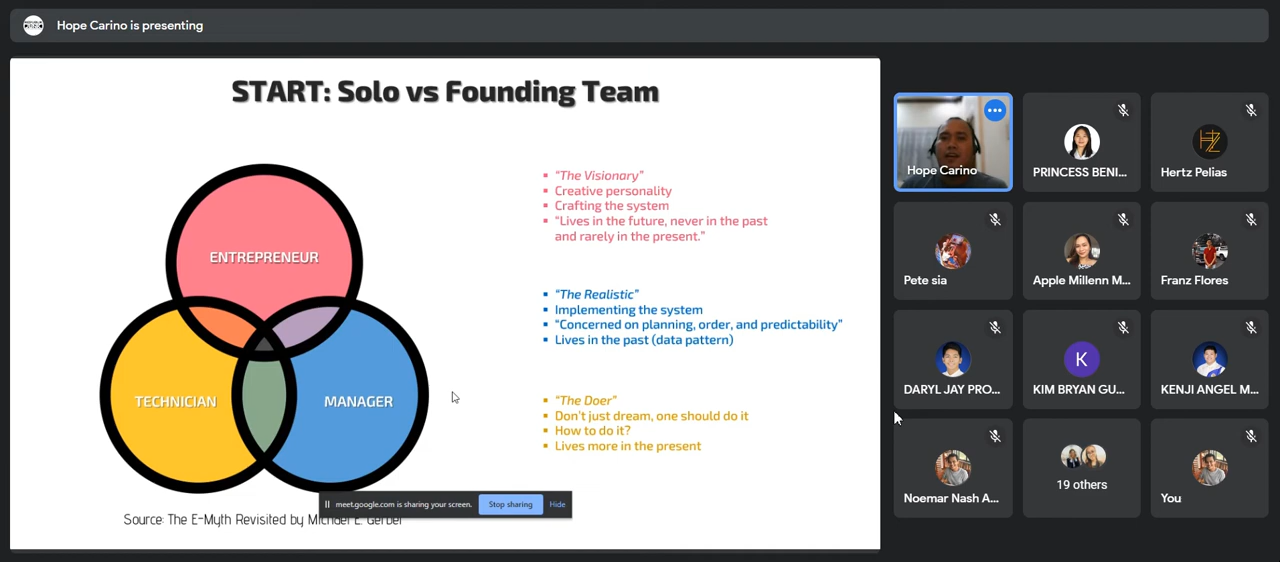 Hope Carino is presenting
START: Solo vs Founding Team
ENTREPRENEUR
TECHNICIAN
MANAGER
▪ “The Visionary”
▪ Creative personality
▪ Crafting the system
▪ “Lives in the future, never in the past
and rarely in the present.”
▪ “The Realistic”
▪ Implementing the system
▪ “Concerned on planning, order, and predictability”
▪ Lives in the past (data pattern)
▪ “The Doer”
▪ Don't just dream, one should do it
▪ How to do it?
▪ Lives more in the present
meet.google.com is sharing your screen.
Stop sharing
Hide
Source: The E-Myth Revisited by Michael E. Gerber
Hope Carino
PRINCESS BENI...
Hertz Pelias
HZ
Pete sia
Apple Millenn M...
Franz Flores
DARYL JAY PRO...
K
KIM BRYAN GU...
KENJI ANGEL M...
Noemar Nash A...
19 others
You